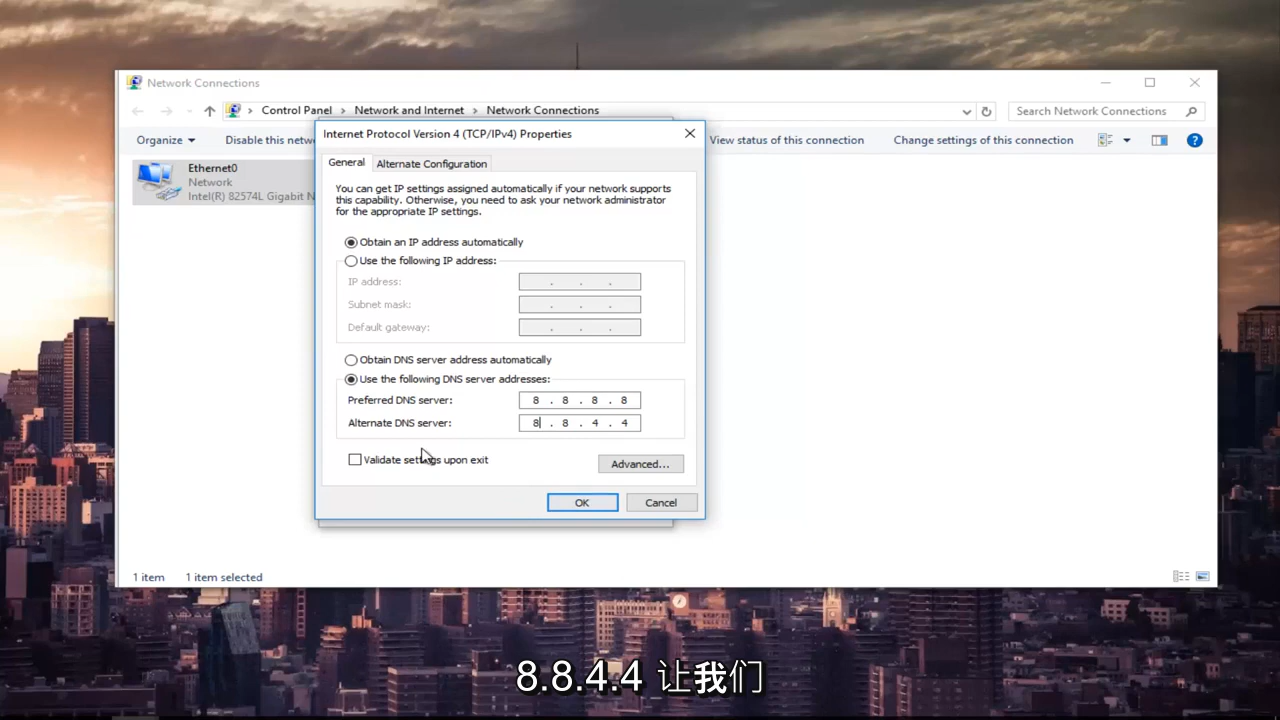 Network Connections
Control Panel > Network and Internet > Network Connections
Search Network Connections
Organize
Disable this netw
View status of this connection
Change settings of this connection
Ethernet0
Network
Intel(R) 82574L Gigabit N
Internet Protocol Version 4 (TCP/IPv4) Properties
General
Alternate Configuration
You can get IP settings assigned automatically if your network supports
this capability. Otherwise, you need to ask your network administrator
for the appropriate IP settings.
Obtain an IP address automatically
Use the following IP address:
IP address:
Subnet mask:
Default gateway:
Obtain DNS server address automatically
Use the following DNS server addresses:
Preferred DNS server: 8 . 8 . 8 . 8
Alternate DNS server: 8 . 8 . 4 . 4
Validate settings upon exit
Advanced...
OK
Cancel
1 item
1 item selected
8.8.4.4 让我们